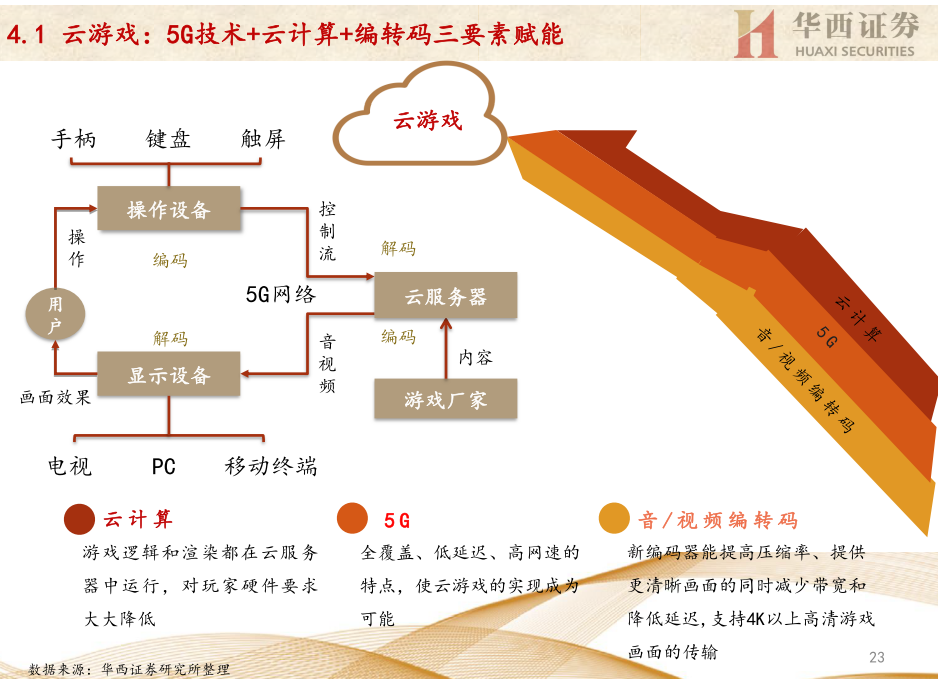 4.1 云游戏：5G技术+云计算+编转码三要素赋能
华西证券
HUAXI SECURITIES
云游戏
手柄
键盘
触屏
操作设备
控制流
操作
编码
解码
5G网络
云服务器
用户
解码
编码
音视频
内容
显示设备
画面效果
游戏厂家
电视
PC
移动终端
云计算
5G
音/视频编转码
云计算
游戏逻辑和渲染都在云服务
器中运行，对玩家硬件要求
大大降低
5G
全覆盖、低延迟、高网速的
特点，使云游戏的实现成为
可能
音/视频编转码
新编码器能提高压缩率、提供
更清晰画面的同时减少带宽和
降低延迟,支持4K以上高清游戏
画面的传输
数据来源：华西证券研究所整理
23